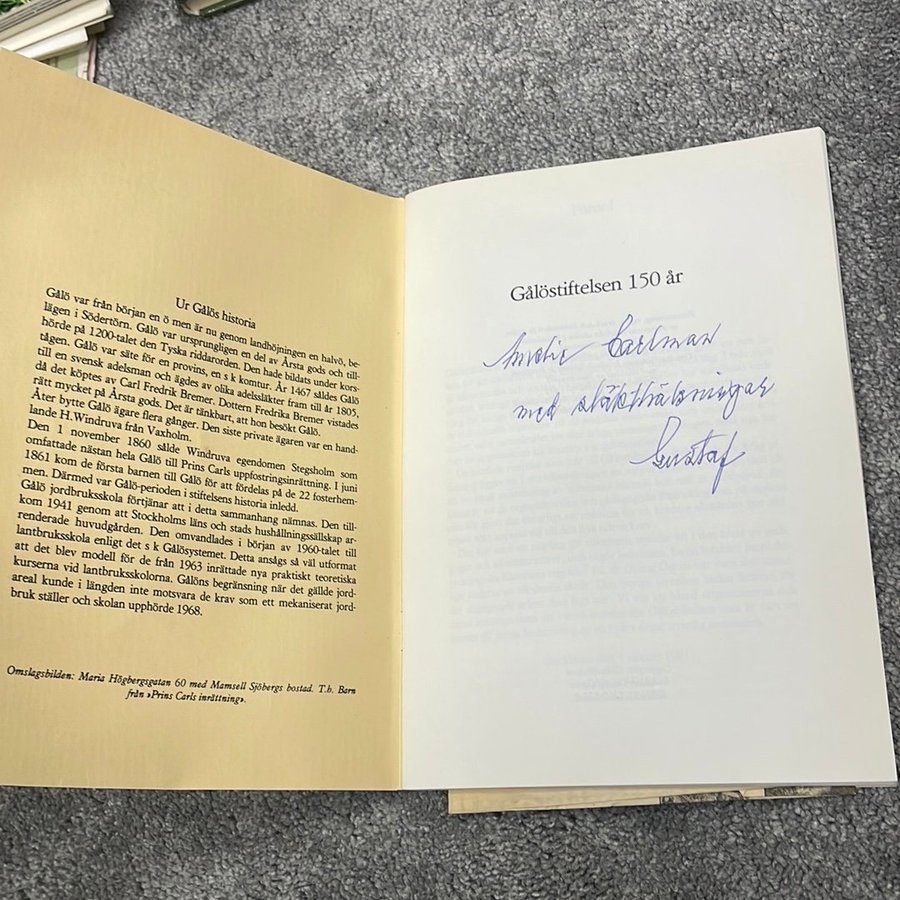 Ur Gålös historia
Gålö var från början en ö men är nu genom landhöjningen en halvö, be-
lägen i Södertörn. Gålö var ursprungligen en del av Årsta gods och till-
hörde på 1200-talet den Tyska riddarorden. Den hade bildats under kors-
tågen. Gålö var säte för en provins, en s k komtur. År 1467 såldes Gålö
till en svensk adelsman och ägdes av olika adelssläkter fram till år 1805,
då det köptes av Carl Fredrik Bremer. Dottern Fredrika Bremer vistades
rätt mycket på Årsta gods. Det är tänkbart, att hon besökt Gålö.
Åter bytte Gålö ägare flera gånger. Den siste private ägaren var en hand-
lande H.Windruva från Vaxholm.
Den 1 november 1860 sålde Windruva egendomen Stegsholm som
omfattade nästan hela Gålö till Prins Carls uppfostringsinrättning. I juni
1861 kom de första barnen till Gålö för att fördelas på de 22 fosterhem-
men. Därmed var Gålö-perioden i stiftelsens historia inledd.
Gålö jordbruksskola förtjänar att i detta sammanhang nämnas. Den till-
kom 1941 genom att Stockholms läns och stads hushållningssällskap ar-
renderade huvudgården. Den omvandlades i början av 1960-talet till
lantbruksskola enligt det s k Gålösystemet. Detta ansågs så väl utformat
att det blev modell för de från 1963 inrättade nya praktiskt teoretiska
kurserna vid lantbruksskolorna. Gålöns begränsning när det gällde jord-
areal kunde i längden inte motsvara de krav som ett mekaniserat jord-
bruk ställer och skolan upphörde 1968.
Omslagsbilden: Maria Högbergsgatan 60 med Mamsell Sjöbergs bostad. T.h. Barn
från »Prins Carls inrättning».
Gålöstiftelsen 150 år
Carlman
med släkthälsningar
Gustaf